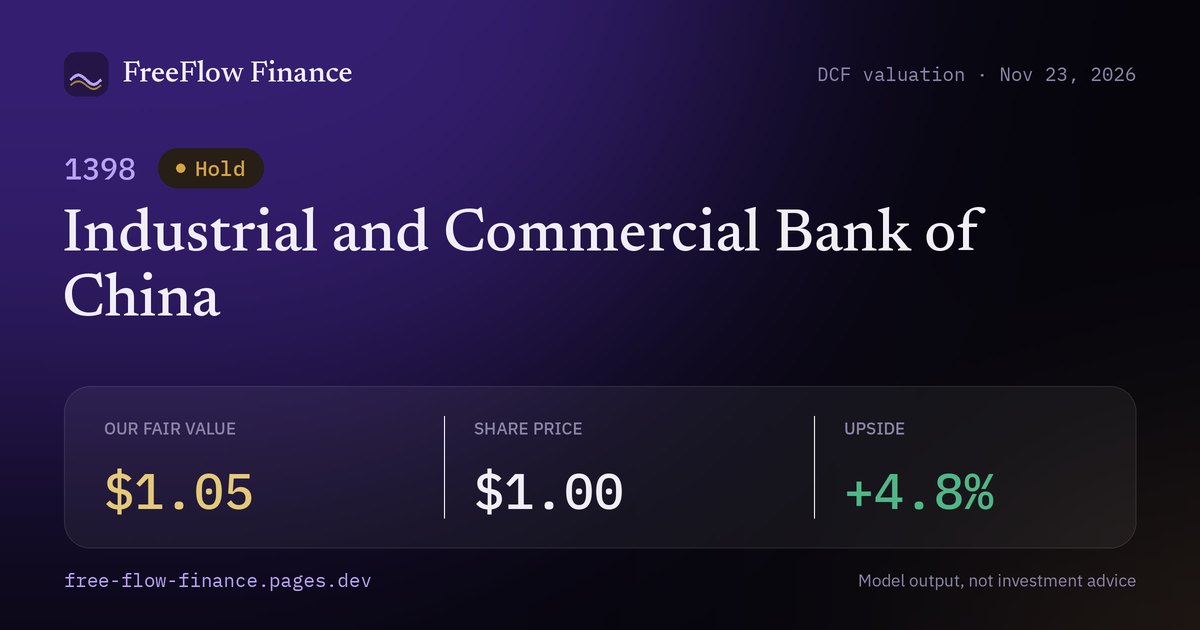 FreeFlow Finance
DCF valuation · Nov 23, 2026
1398
Hold
Industrial and Commercial Bank of
China
OUR FAIR VALUE
SHARE PRICE
UPSIDE
$1.05
$1.00
+4.8%
free-flow-finance.pages.dev
Model output, not investment advice